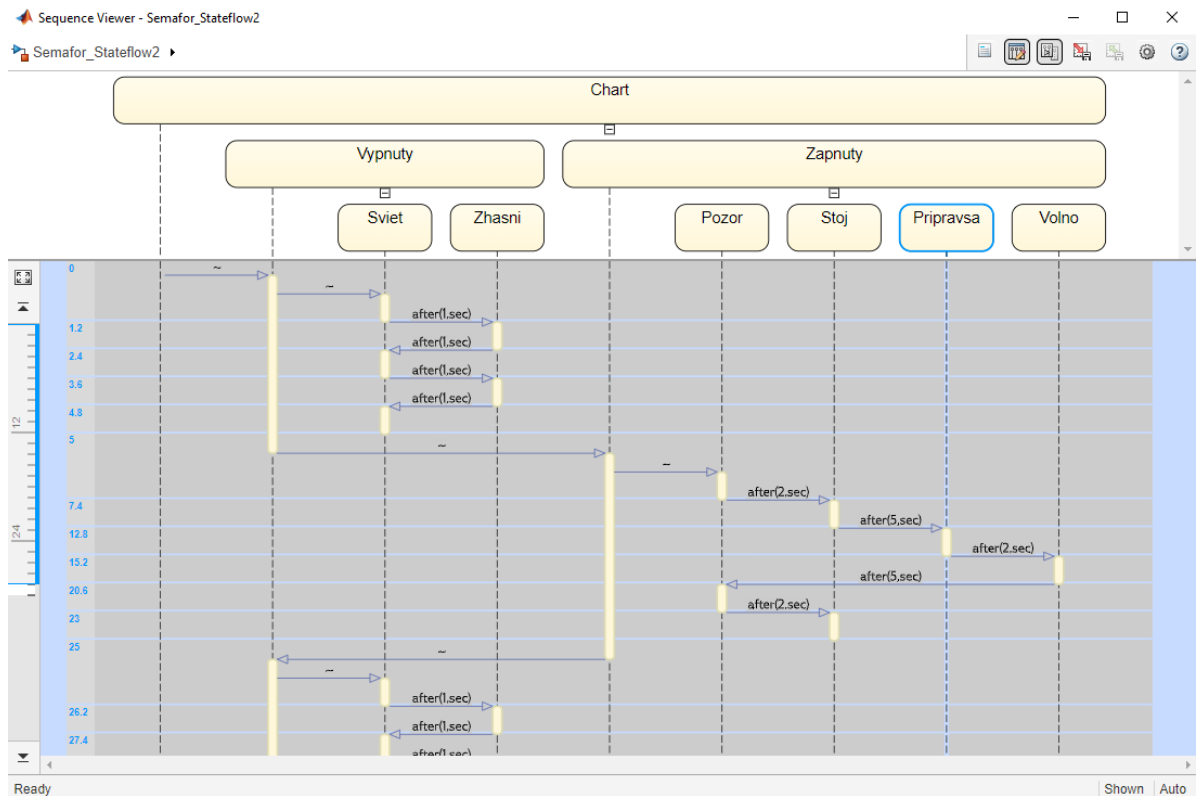 Sequence Viewer - Semafor_Stateflow2
Semafor_Stateflow2
Chart
Vypnuty
Zapnuty
Sviet
Zhasni
Pozor
Stoj
Pripravsa
Volno
0
~
~
after(1,sec)
1.2
after(1,sec)
2.4
after(1,sec)
3.6
after(1,sec)
4.8
5
~
~
after(2,sec)
7.4
after(5,sec)
12.8
after(2,sec)
15.2
after(5,sec)
20.6
after(2,sec)
23
25
~
~
after(1,sec)
26.2
after(1,sec)
27.4
after(1,sec)
12
24
Ready
Shown
Auto